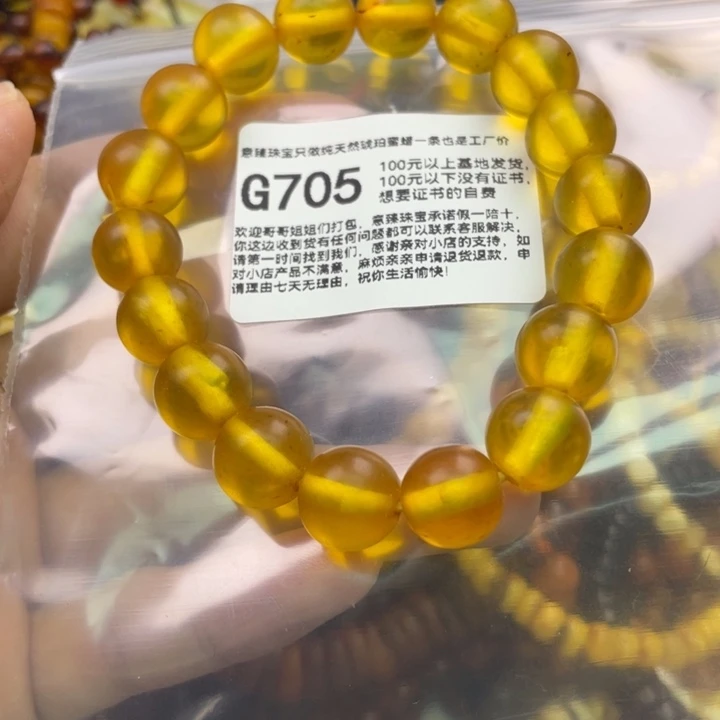 意臻珠宝只做纯天然琥珀蜜蜡一条也是工厂价
G705
100元以上基地发货,
100元以下没有证书,
想要证书的自费
欢迎哥哥姐姐们打包, 意臻珠宝承诺假一陪十,
你这边收到货有任何问题都可以联系客服解决,
请第一时间找到我们, 感谢亲对小店的支持, 如
对小店产品不满意, 麻烦亲亲申请退货退款, 申
请理由七天无理由, 祝你生活愉快!